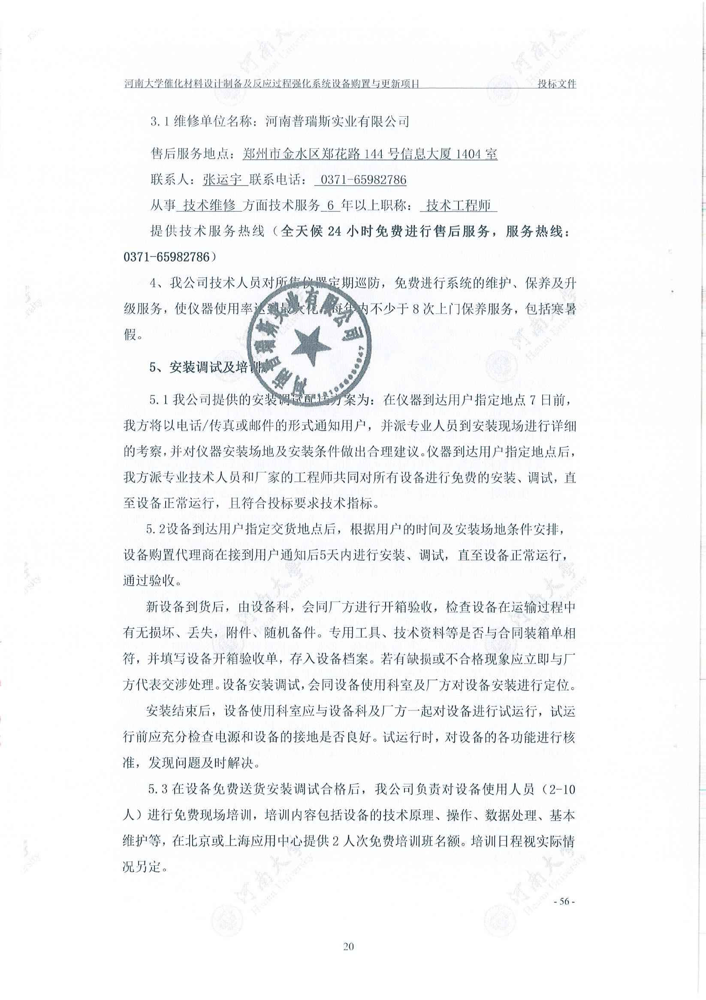 河南大学催化材料设计制备及反应过程强化系统设备购置与更新项目 投标文件
3.1 维修单位名称：河南普瑞斯实业有限公司
售后服务地点：郑州市金水区郑花路 144 号信息大厦 1404 室
联系人：张运宇 联系电话： 0371-65982786
从事 技术维修 方面技术服务 6 年以上职称： 技术工程师
提供技术服务热线（全天候 24 小时免费进行售后服务，服务热线：
0371-65982786）
4、我公司技术人员对所售仪器定期巡防，免费进行系统的维护、保养及升
级服务，使仪器使用率达到最大化，每年内不少于 8 次上门保养服务，包括寒暑
假。
5、安装调试及培训
5.1 我公司提供的安装调试配送方案为：在仪器到达用户指定地点 7 日前，
我方将以电话/传真或邮件的形式通知用户，并派专业人员到安装现场进行详细
的考察，并对仪器安装场地及安装条件做出合理建议。仪器到达用户指定地点后，
我方派专业技术人员和厂家的工程师共同对所有设备进行免费的安装、调试，直
至设备正常运行，且符合投标要求技术指标。
5.2设备到达用户指定交货地点后，根据用户的时间及安装场地条件安排，
设备购置代理商在接到用户通知后5天内进行安装、调试，直至设备正常运行，
通过验收。
新设备到货后，由设备科，会同厂方进行开箱验收，检查设备在运输过程中
有无损坏、丢失，附件、随机备件。专用工具、技术资料等是否与合同装箱单相
符，并填写设备开箱验收单，存入设备档案。若有缺损或不合格现象应立即与厂
方代表交涉处理。设备安装调试，会同设备使用科室及厂方对设备安装进行定位。
安装结束后，设备使用科室应与设备科及厂方一起对设备进行试运行，试运
行前应充分检查电源和设备的接地是否良好。试运行时，对设备的各功能进行核
准，发现问题及时解决。
5.3 在设备免费送货安装调试合格后，我公司负责对设备使用人员（2-10
人）进行免费现场培训，培训内容包括设备的技术原理、操作、数据处理、基本
维护等，在北京或上海应用中心提供 2 人次免费培训班名额。培训日程视实际情
况另定。
- 56 -
20
河南普瑞斯实业有限公司
河南大学
Henan University